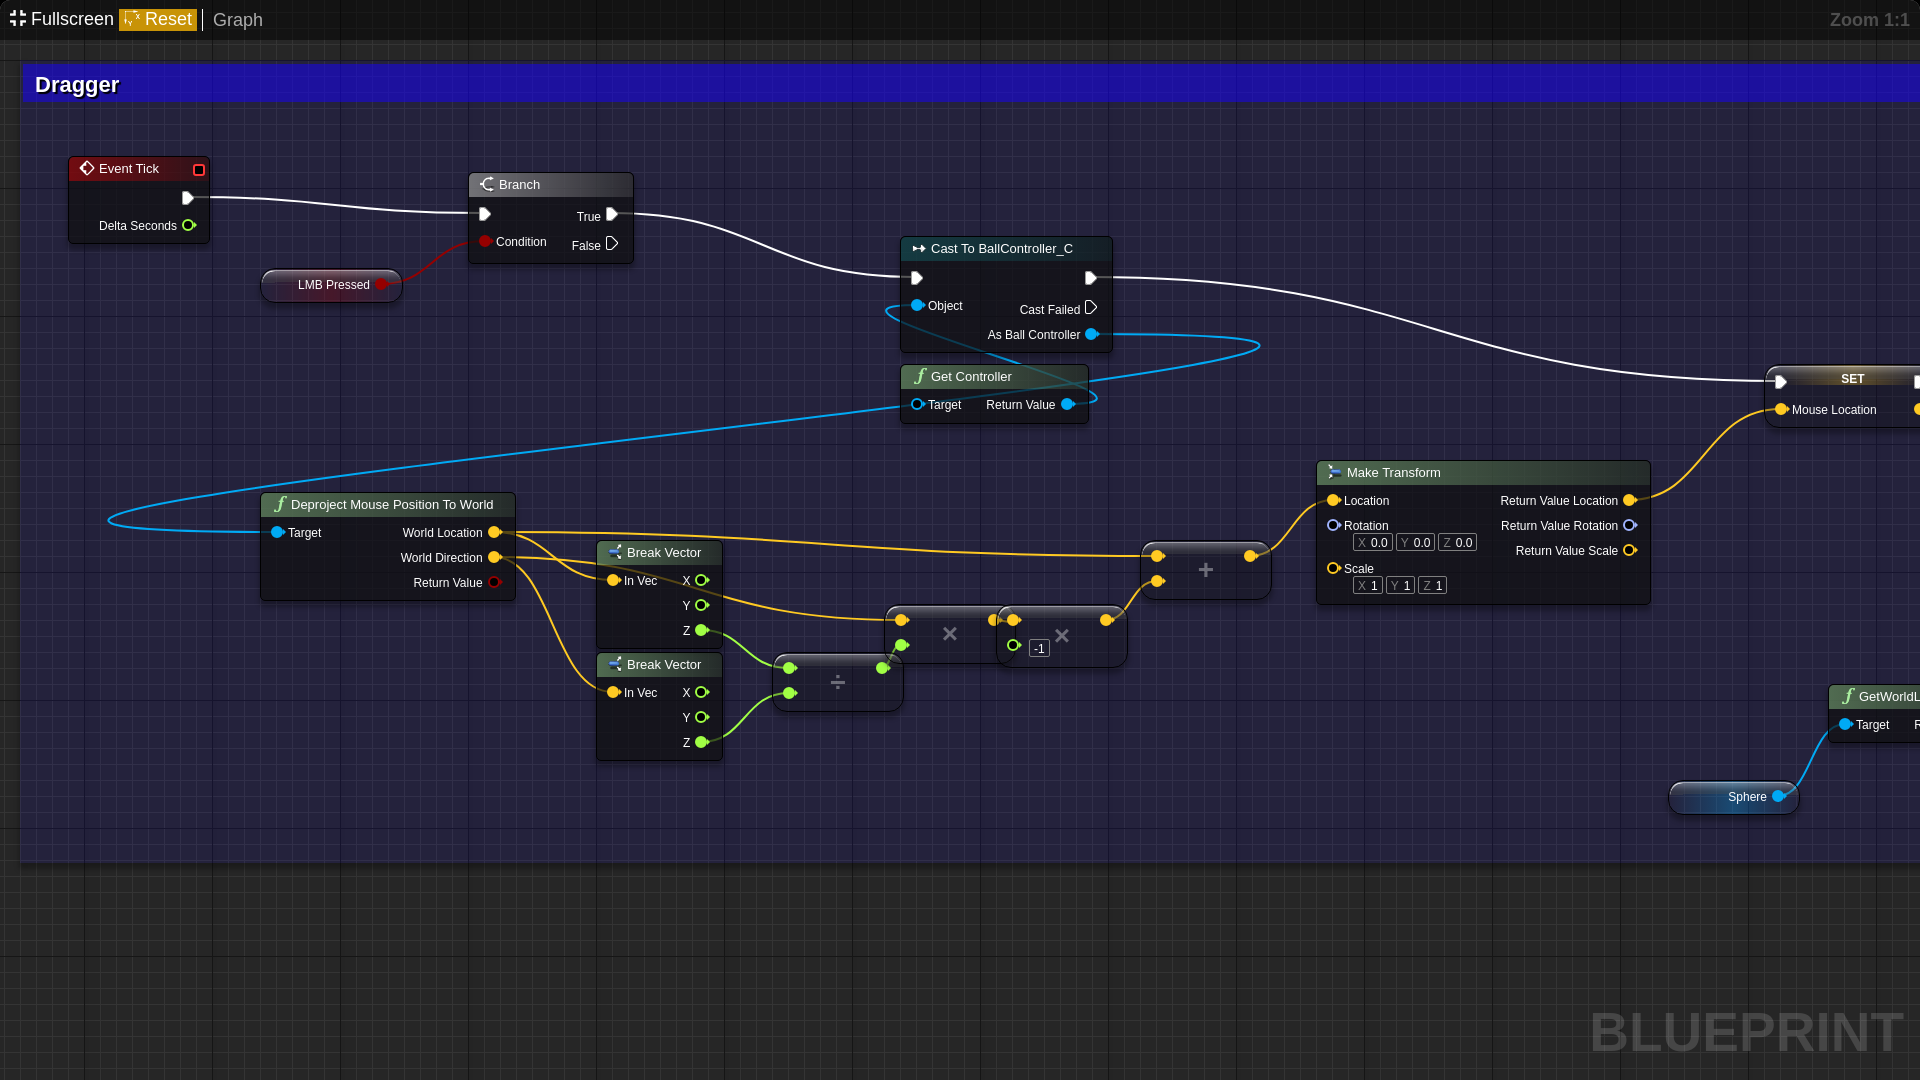 Fullscreen Reset Graph Zoom 1:1
Dragger
Event Tick
Delta Seconds
LMB Pressed
Branch
True
Condition False
Cast To BallController_C
Object
Cast Failed
As Ball Controller
Get Controller
Target Return Value
SET
Mouse Location
Deproject Mouse Position To World
Target World Location
World Direction
Return Value
Break Vector
In Vec X
Y
Z
Break Vector
In Vec X
Y
Z
÷
×
×
-1
+
Make Transform
Location Return Value Location
Rotation Return Value Rotation
X 0.0 Y 0.0 Z 0.0
Return Value Scale
Scale
X 1 Y 1 Z 1
GetWorldL
Target R
Sphere
BLUEPRINT